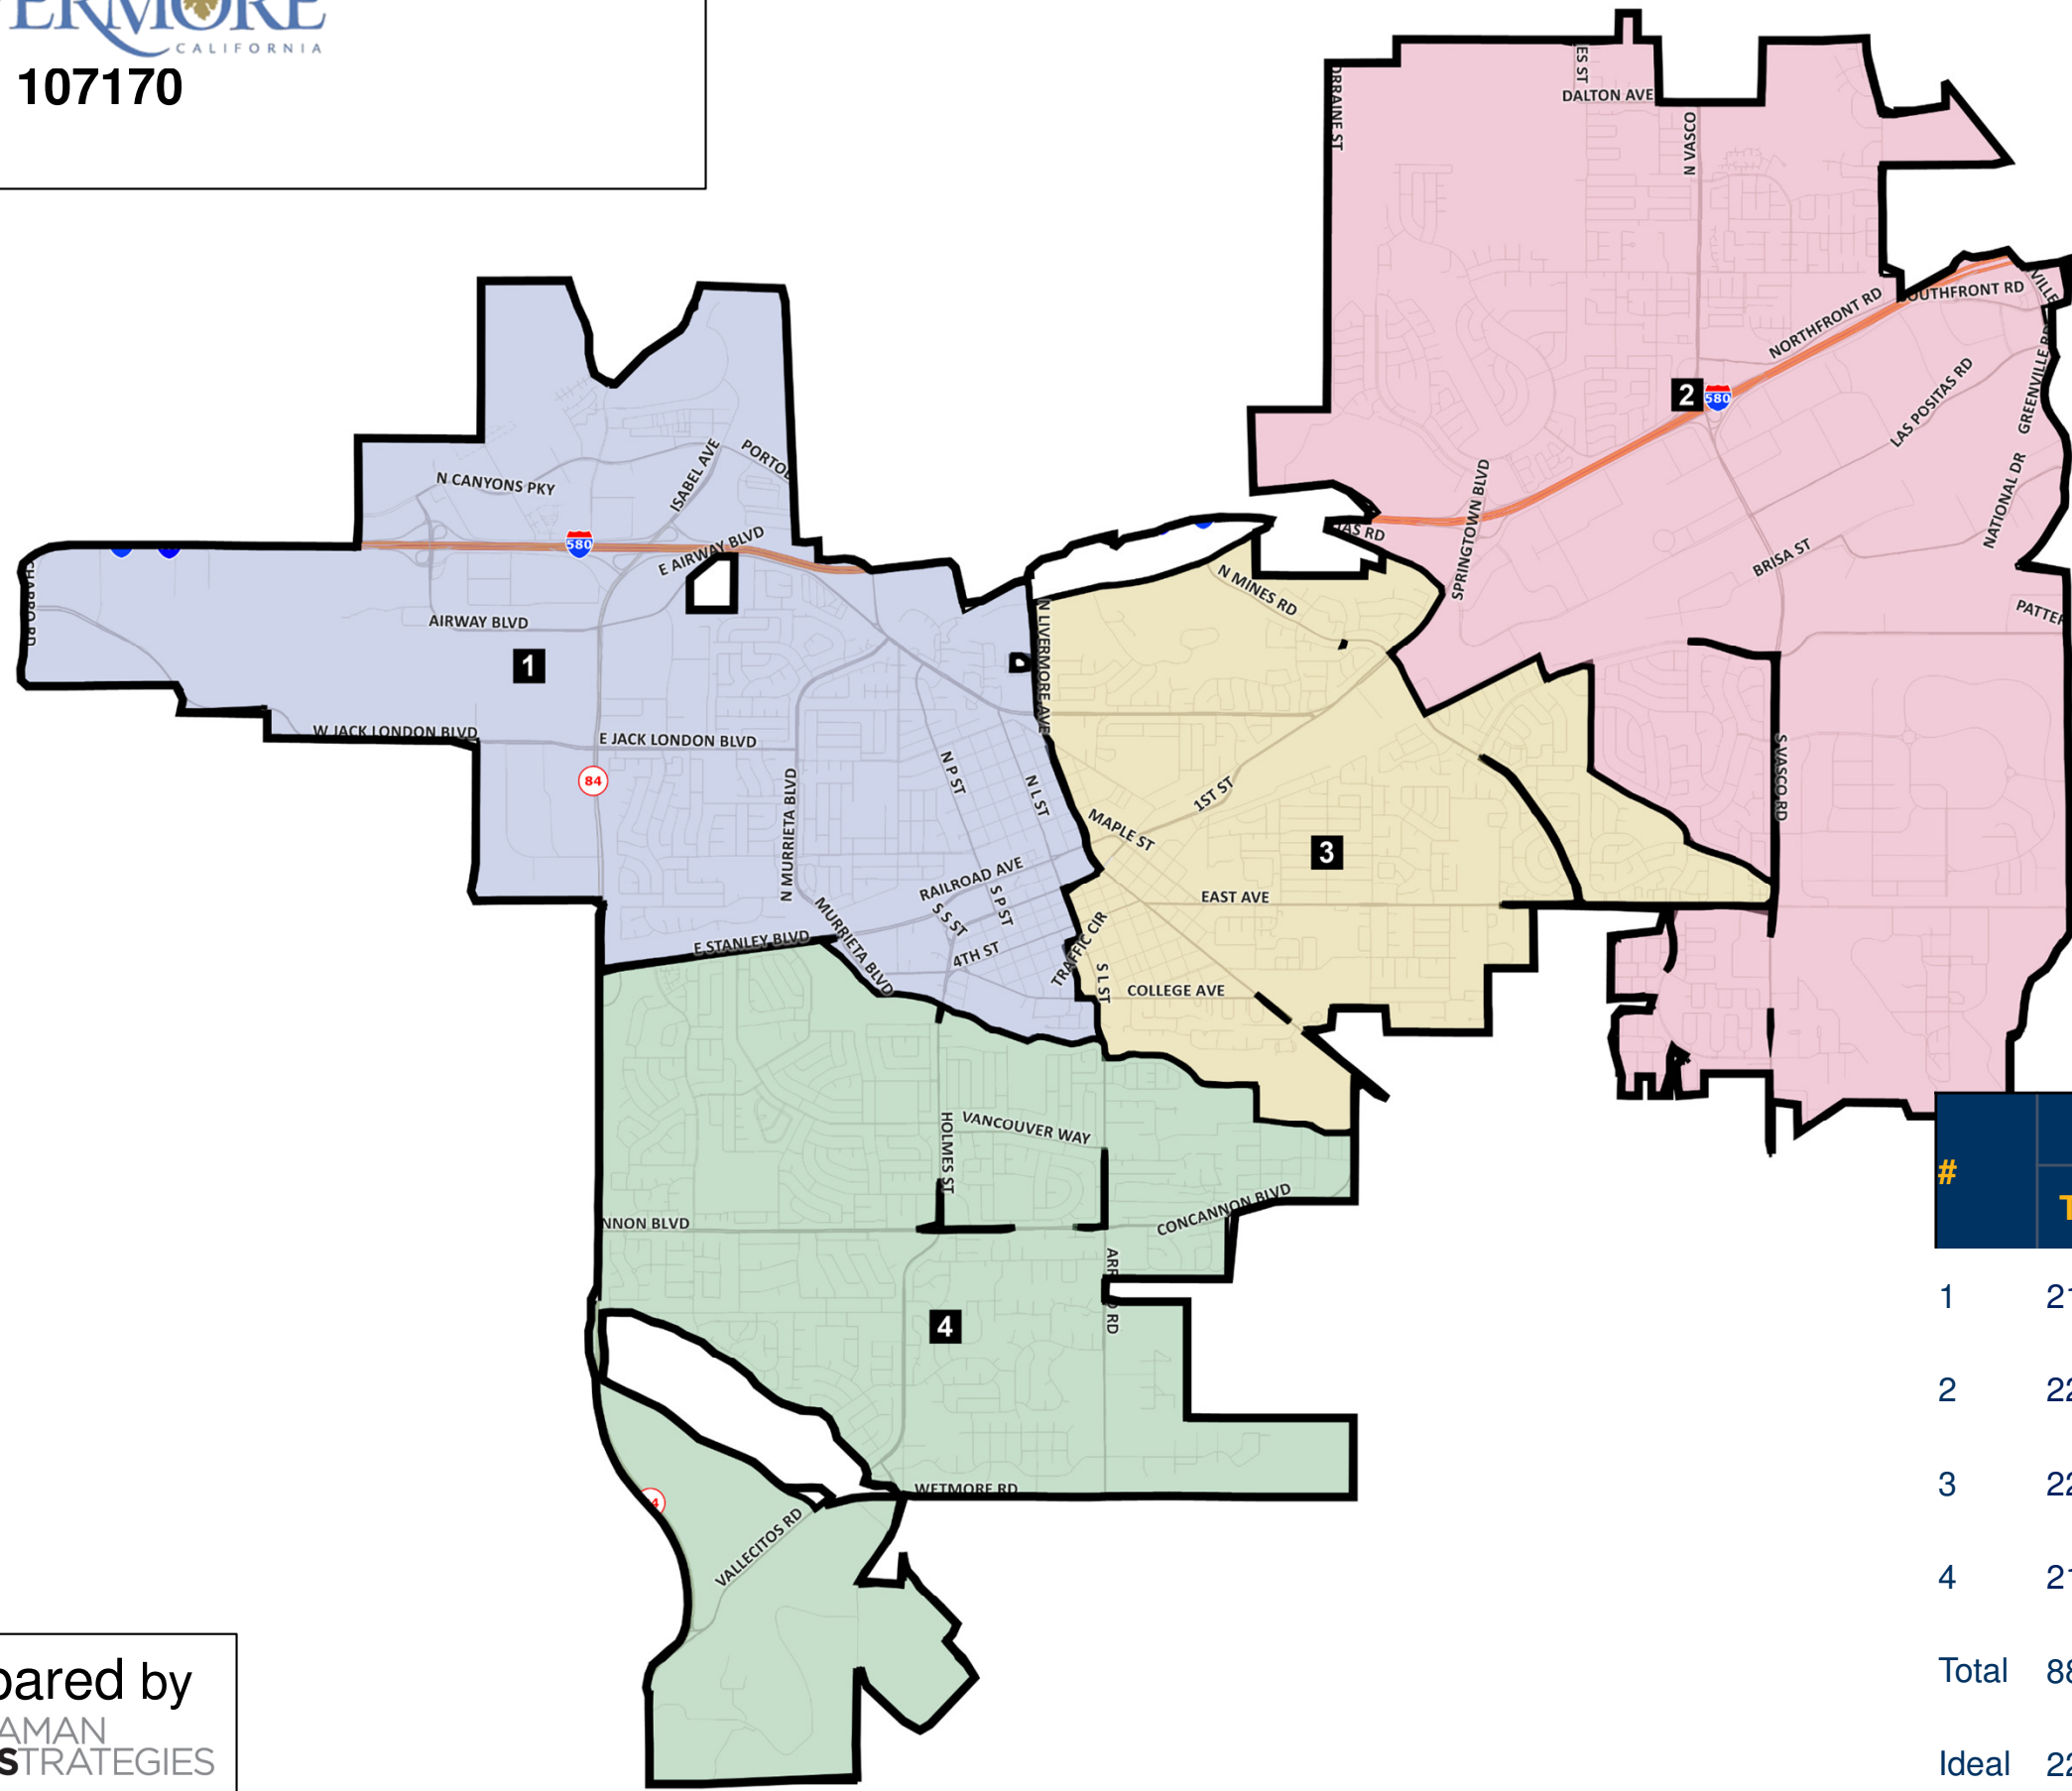 CALIFORNIA
107170
DALTON AVE
N VASCO
NORTHFRONT RD
2
580
LAS POSITAS RD
GREENVILLE RD
NATIONAL DR
SPRINGTOWN BLVD
BRISA ST
S VASCO RD
N CANYONS PKY
ISABEL AVE
580
E AIRWAY BLVD
AIRWAY BLVD
1
W JACK LONDON BLVD
E JACK LONDON BLVD
84
N MURRIETA BLVD
N P ST
N L ST
N LIVERMORE AVE
N MINES RD
MAPLE ST
1ST ST
3
EAST AVE
RAILROAD AVE
S P ST
S S ST
4TH ST
MURRIETA BLVD
E STANLEY BLVD
TRAFFIC CIR
S L ST
COLLEGE AVE
HOLMES ST
VANCOUVER WAY
CONCANNON BLVD
NNON BLVD
4
WETMORE RD
VALLECITOS RD
#
1
2
3
4
Total
Ideal
pared by
AMAN
STRATEGIES